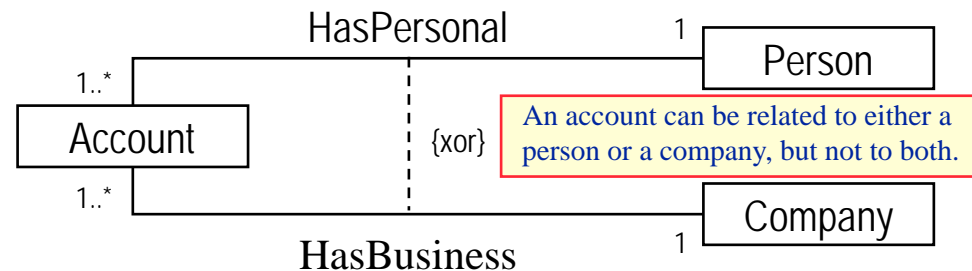 HasPersonal
1
Person
1..*
Account
{xor}
An account can be related to either a
person or a company, but not to both.
1..*
Company
1
HasBusiness